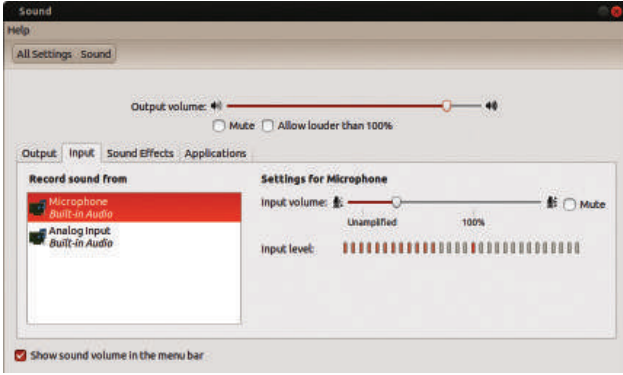 Sound
Help
All Settings Sound
Output volume:
Mute Allow louder than 100%
Output Input Sound Effects Applications
Record sound from
Microphone
Built-in Audio
Analog Input
Built-in Audio
Settings for Microphone
Input volume: Mute
Unamplified 100%
Input level:
Show sound volume in the menu bar